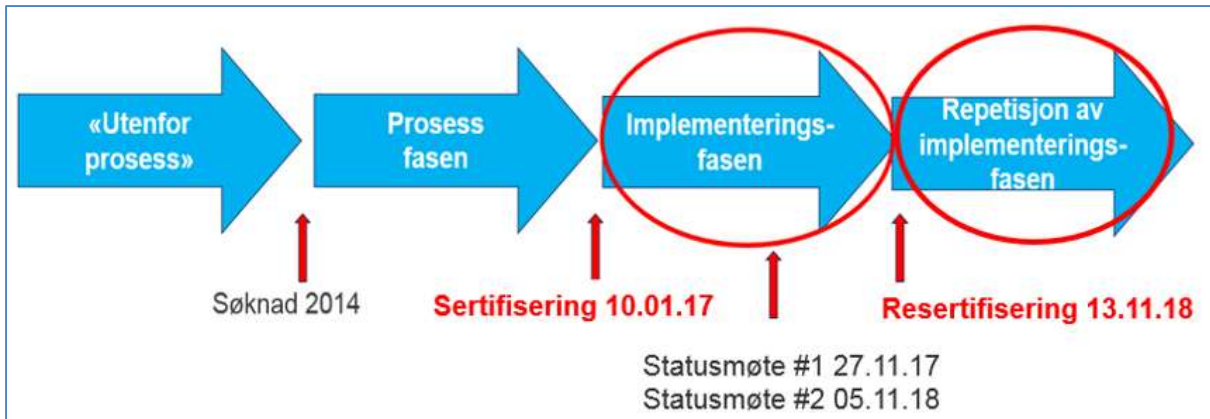 «Utenfor
prosess»
Prosess
fasen
Implementerings-
fasen
Repetisjon av
implementerings-
fasen
Søknad 2014
Sertifisering 10.01.17
Resertifisering 13.11.18
Statusmøte #1 27.11.17
Statusmøte #2 05.11.18